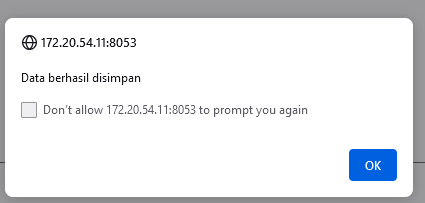 172.20.54.11:8053
Data berhasil disimpan
Don't allow 172.20.54.11:8053 to prompt you again
OK